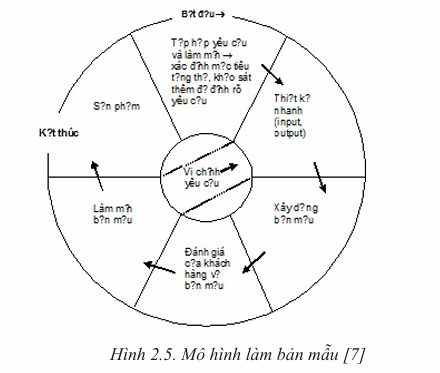 B?t đ?u→
T?p h?p yêu c?u
và làm m?n →
xác đ?nh m?c tiêu
t?ng th?, kh?o sát
thêm đ? đ?nh rõ
yêu c?u
Thi?t k?
nhanh
(input,
output)
Xây d?ng
b?n m?u
Đánh giá
c?a khách
hàng v?
b?n m?u
Làm m?n
b?n m?u
S?n ph?m
K?t thúc
Vi ch?nh
yêu c?u
Hình 2.5. Mô hình làm bản mẫu [7]